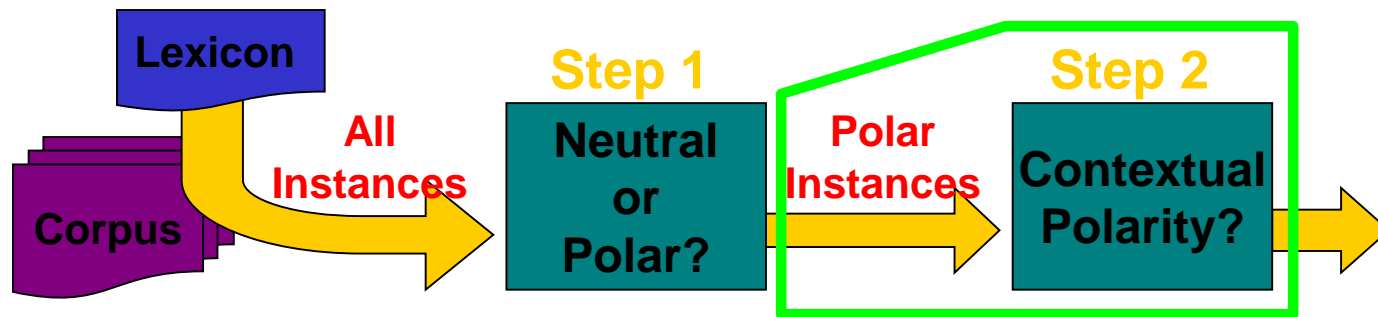 Lexicon
Corpus
All
Instances
Step 1
Neutral
or
Polar?
Polar
Instances
Step 2
Contextual
Polarity?